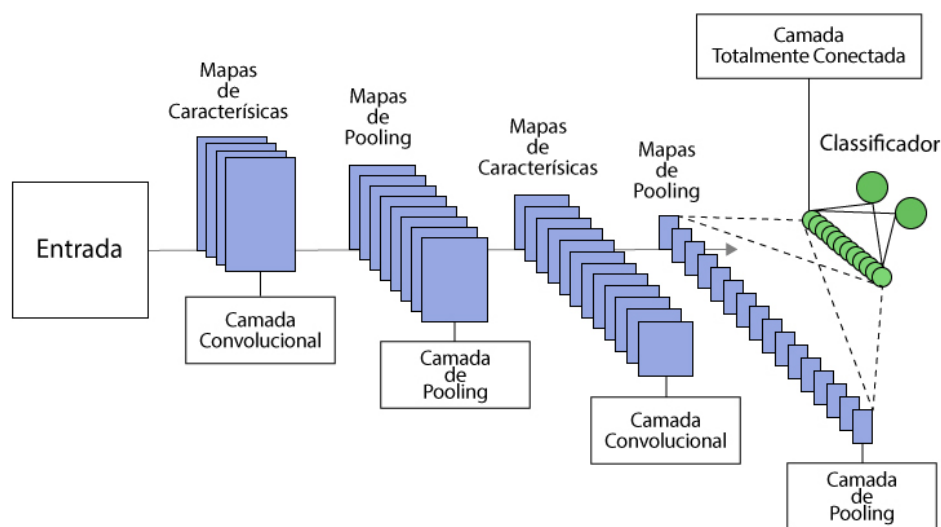 Entrada
Mapas
de
Caracterísicas
Camada
Convolucional
Mapas
de
Pooling
Camada
de
Pooling
Mapas
de
Caracterísicas
Camada
Convolucional
Mapas
de
Pooling
Camada
de
Pooling
Camada
Totalmente Conectada
Classificador